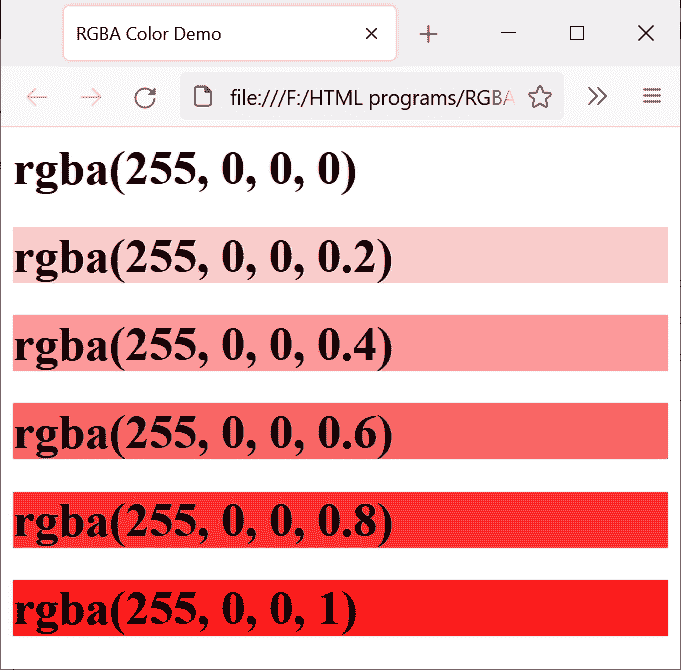 RGBA Color Demo
file:///F:/HTML programs/RGBA
rgba(255, 0, 0, 0)
rgba(255, 0, 0, 0.2)
rgba(255, 0, 0, 0.4)
rgba(255, 0, 0, 0.6)
rgba(255, 0, 0, 0.8)
rgba(255, 0, 0, 1)